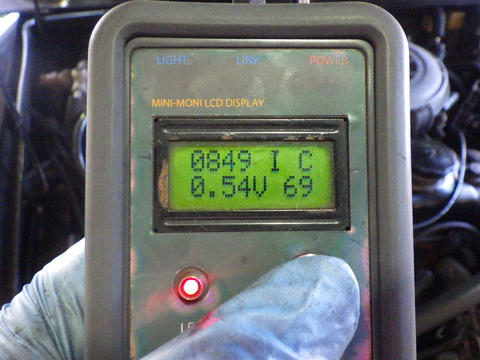 LIGHT LINK POWER
MINI-MONI LCD DISPLAY
0849 I C
0.54V 69